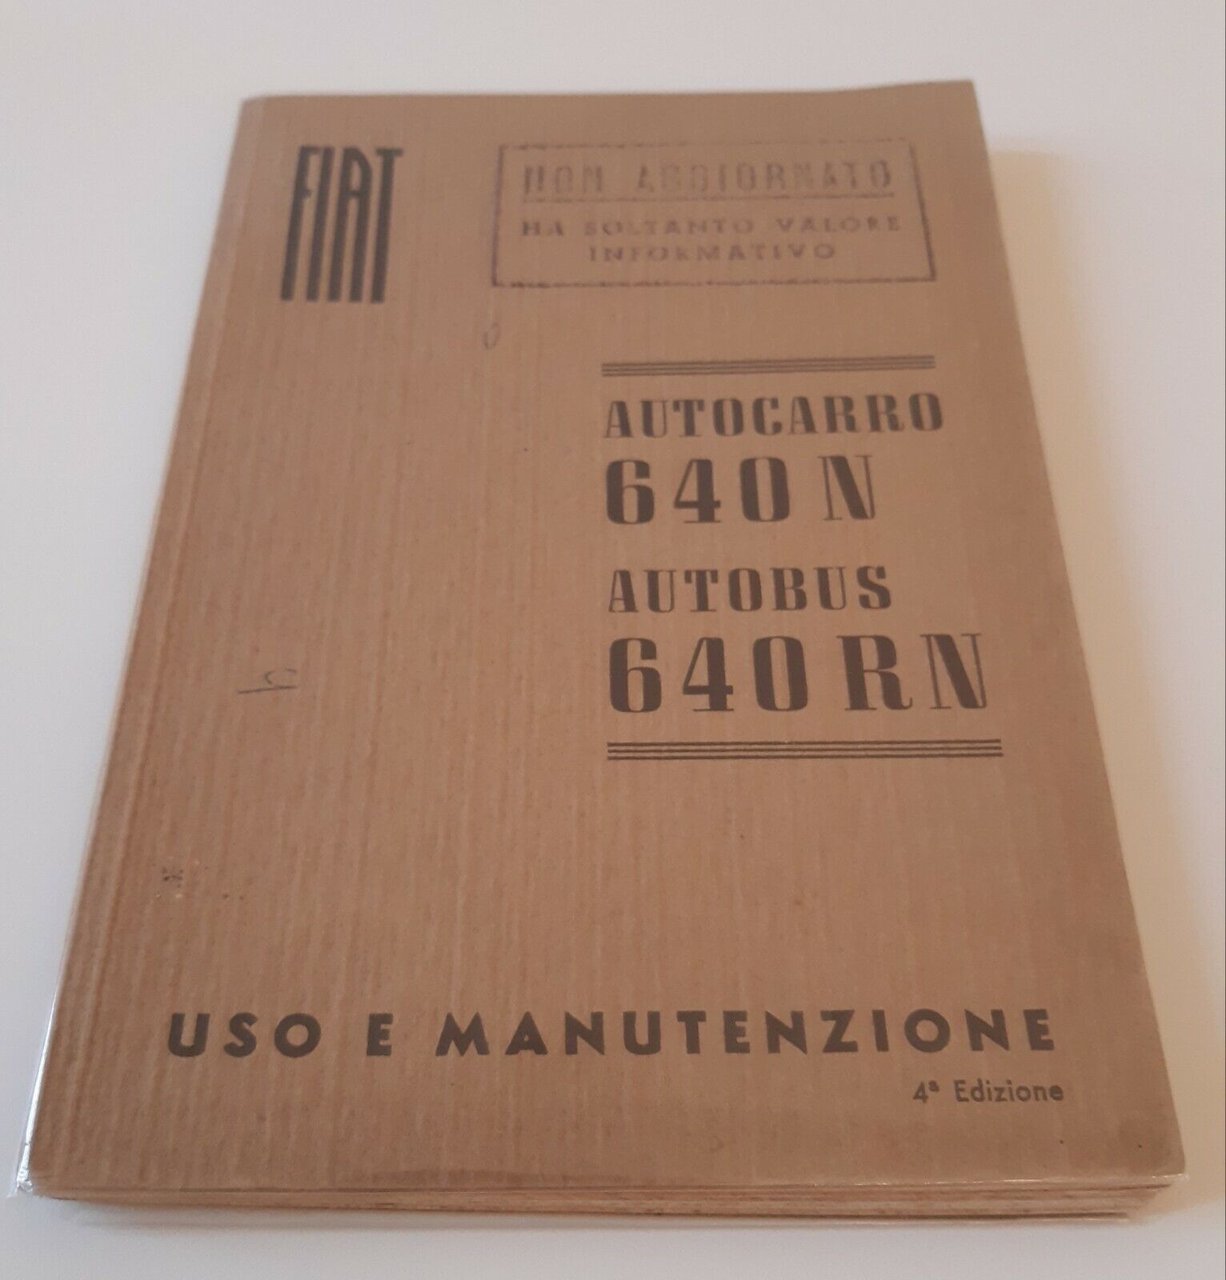 FIAT
NON AGGIORNATO
HA SOLTANTO VALORE
INFORMATIVO
AUTOCARRO
640 N
AUTOBUS
640 RN
USO E MANUTENZIONE
4ª Edizione